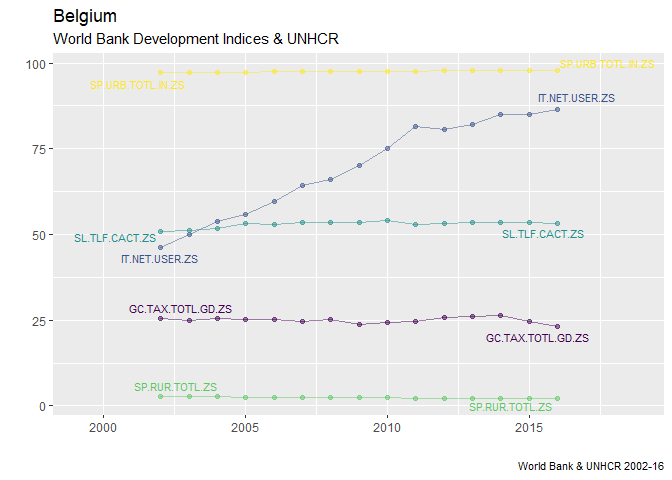 Belgium
World Bank Development Indices & UNHCR
100
SP.URB.TOTL.IN.ZS
SP.URB.TOTL.IN.ZS
IT.NET.USER.ZS
75
50
SL.TLF.CACT.ZS
SL.TLF.CACT.ZS
IT.NET.USER.ZS
GC.TAX.TOTL.GD.ZS
25
GC.TAX.TOTL.GD.ZS
SP.RUR.TOTL.ZS
0
SP.RUR.TOTL.ZS
2000 2005 2010 2015
World Bank & UNHCR 2002-16